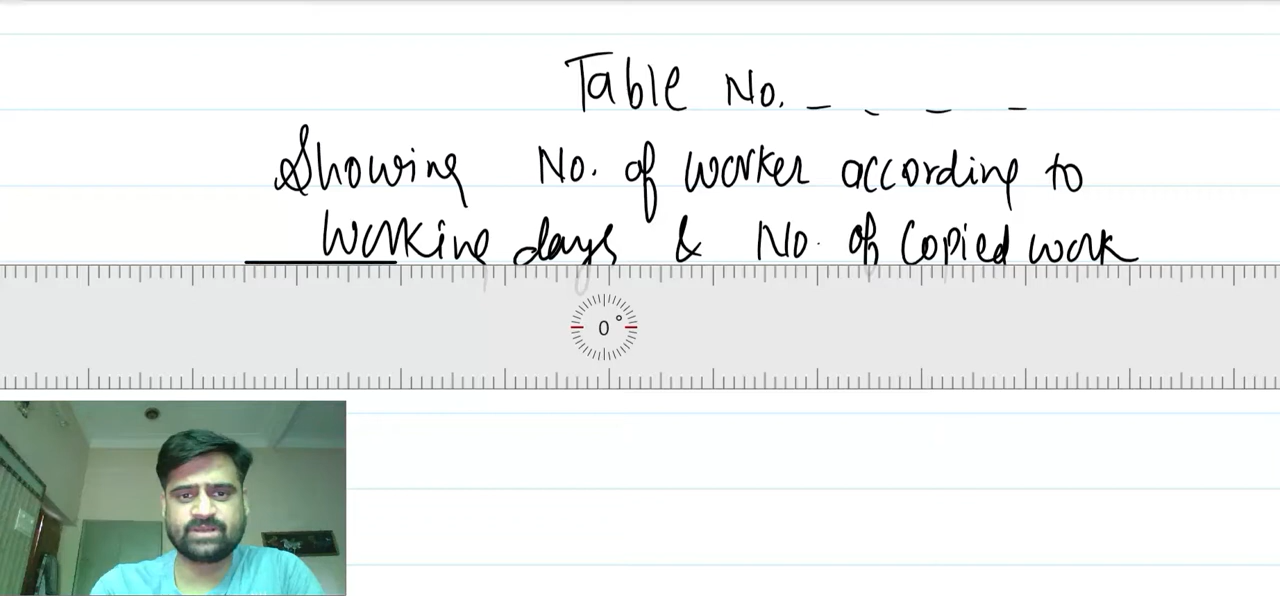 Table No. - - - -
Showing No. of worker according to
working days & No. of Copied work
0°